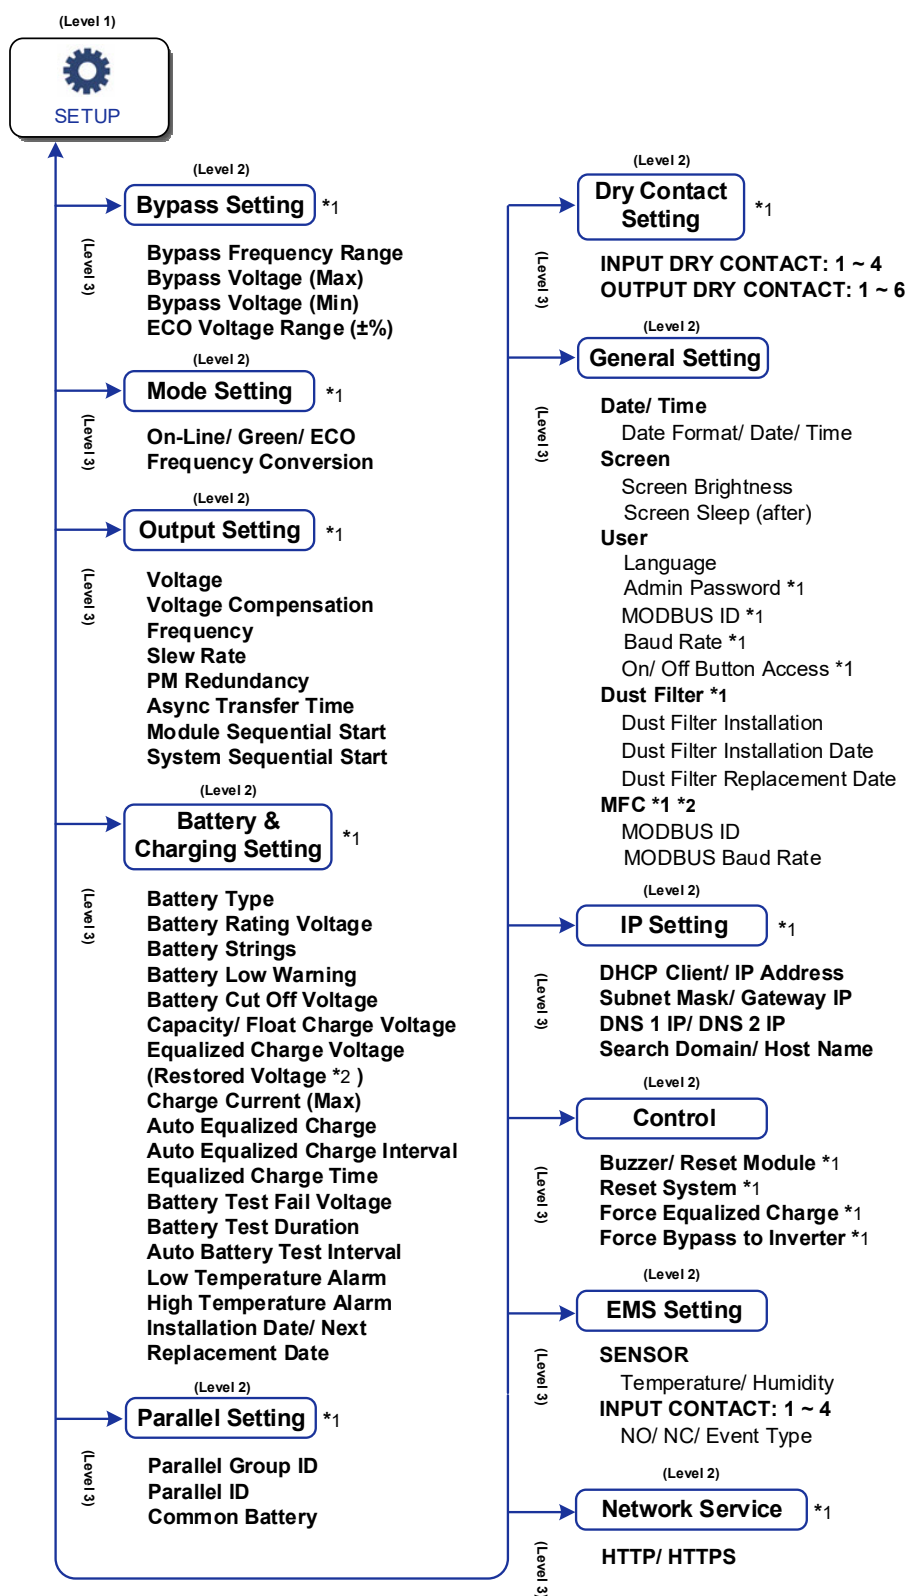 (Level 1)
SETUP
(Level 2)
Bypass Setting *1
(Level 3)
Bypass Frequency Range
Bypass Voltage (Max)
Bypass Voltage (Min)
ECO Voltage Range (±%)
(Level 2)
Mode Setting *1
(Level 3)
On-Line/ Green/ ECO
Frequency Conversion
(Level 2)
Output Setting *1
(Level 3)
Voltage
Voltage Compensation
Frequency
Slew Rate
PM Redundancy
Async Transfer Time
Module Sequential Start
System Sequential Start
(Level 2)
Battery &
Charging Setting *1
(Level 3)
Battery Type
Battery Rating Voltage
Battery Strings
Battery Low Warning
Battery Cut Off Voltage
Capacity/ Float Charge Voltage
Equalized Charge Voltage
(Restored Voltage *2 )
Charge Current (Max)
Auto Equalized Charge
Auto Equalized Charge Interval
Equalized Charge Time
Battery Test Fail Voltage
Battery Test Duration
Auto Battery Test Interval
Low Temperature Alarm
High Temperature Alarm
Installation Date/ Next
Replacement Date
(Level 2)
Parallel Setting *1
(Level 3)
Parallel Group ID
Parallel ID
Common Battery
(Level 2)
Dry Contact
Setting *1
(Level 3)
INPUT DRY CONTACT: 1 ~ 4
OUTPUT DRY CONTACT: 1 ~ 6
(Level 2)
General Setting
(Level 3)
Date/ Time
Date Format/ Date/ Time
Screen
Screen Brightness
Screen Sleep (after)
User
Language
Admin Password *1
MODBUS ID *1
Baud Rate *1
On/ Off Button Access *1
Dust Filter *1
Dust Filter Installation
Dust Filter Installation Date
Dust Filter Replacement Date
MFC *1 *2
MODBUS ID
MODBUS Baud Rate
(Level 2)
IP Setting *1
(Level 3)
DHCP Client/ IP Address
Subnet Mask/ Gateway IP
DNS 1 IP/ DNS 2 IP
Search Domain/ Host Name
(Level 2)
Control
(Level 3)
Buzzer/ Reset Module *1
Reset System *1
Force Equalized Charge *1
Force Bypass to Inverter *1
(Level 2)
EMS Setting
(Level 3)
SENSOR
Temperature/ Humidity
INPUT CONTACT: 1 ~ 4
NO/ NC/ Event Type
(Level 2)
Network Service *1
(Level 3)
HTTP/ HTTPS